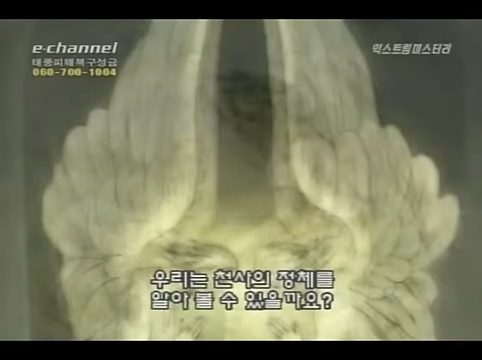 e-channel
익스트림미스터리
태풍피해복구성금
060-700-1004
우리는 천사의 정체를
알아 볼 수 있을까요?